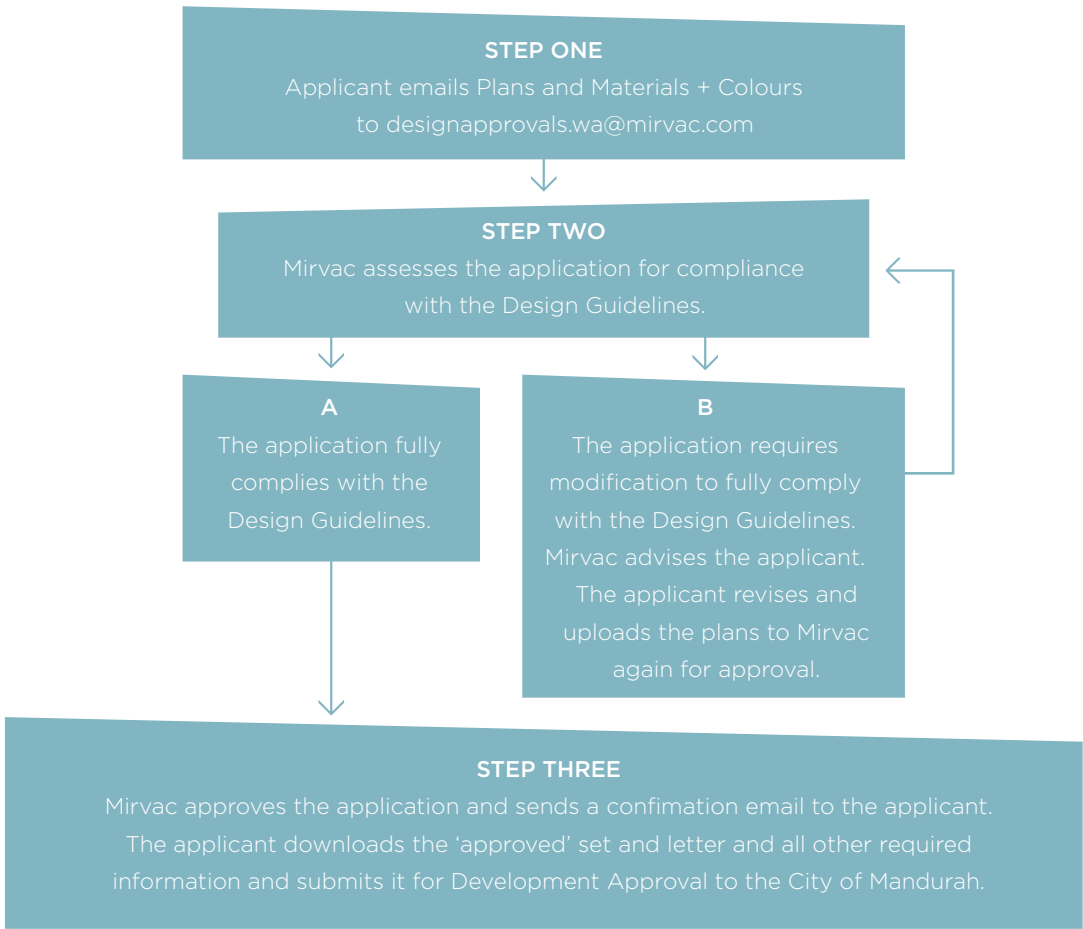 STEP ONE
Applicant emails Plans and Materials + Colours
to designapprovals.wa@mirvac.com
STEP TWO
Mirvac assesses the application for compliance
with the Design Guidelines.
A
The application fully
complies with the
Design Guidelines.
B
The application requires
modification to fully comply
with the Design Guidelines.
Mirvac advises the applicant.
The applicant revises and
uploads the plans to Mirvac
again for approval.
STEP THREE
Mirvac approves the application and sends a confimation email to the applicant.
The applicant downloads the ‘approved’ set and letter and all other required
information and submits it for Development Approval to the City of Mandurah.